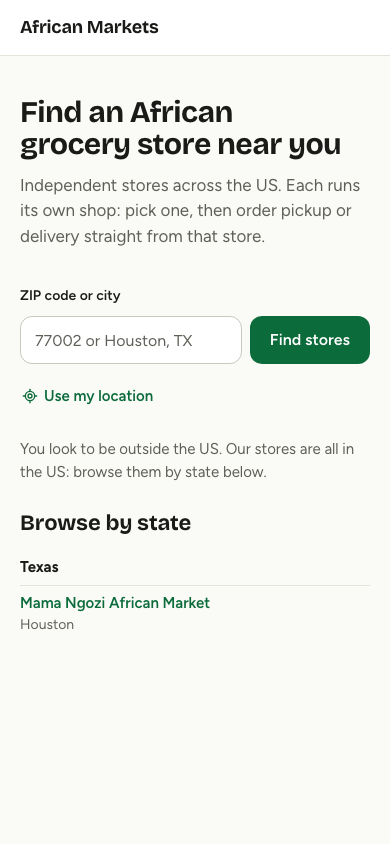 African Markets
Find an African
grocery store near you
Independent stores across the US. Each runs
its own shop: pick one, then order pickup or
delivery straight from that store.
ZIP code or city
77002 or Houston, TX
Find stores
Use my location
You look to be outside the US. Our stores are all in
the US: browse them by state below.
Browse by state
Texas
Mama Ngozi African Market
Houston